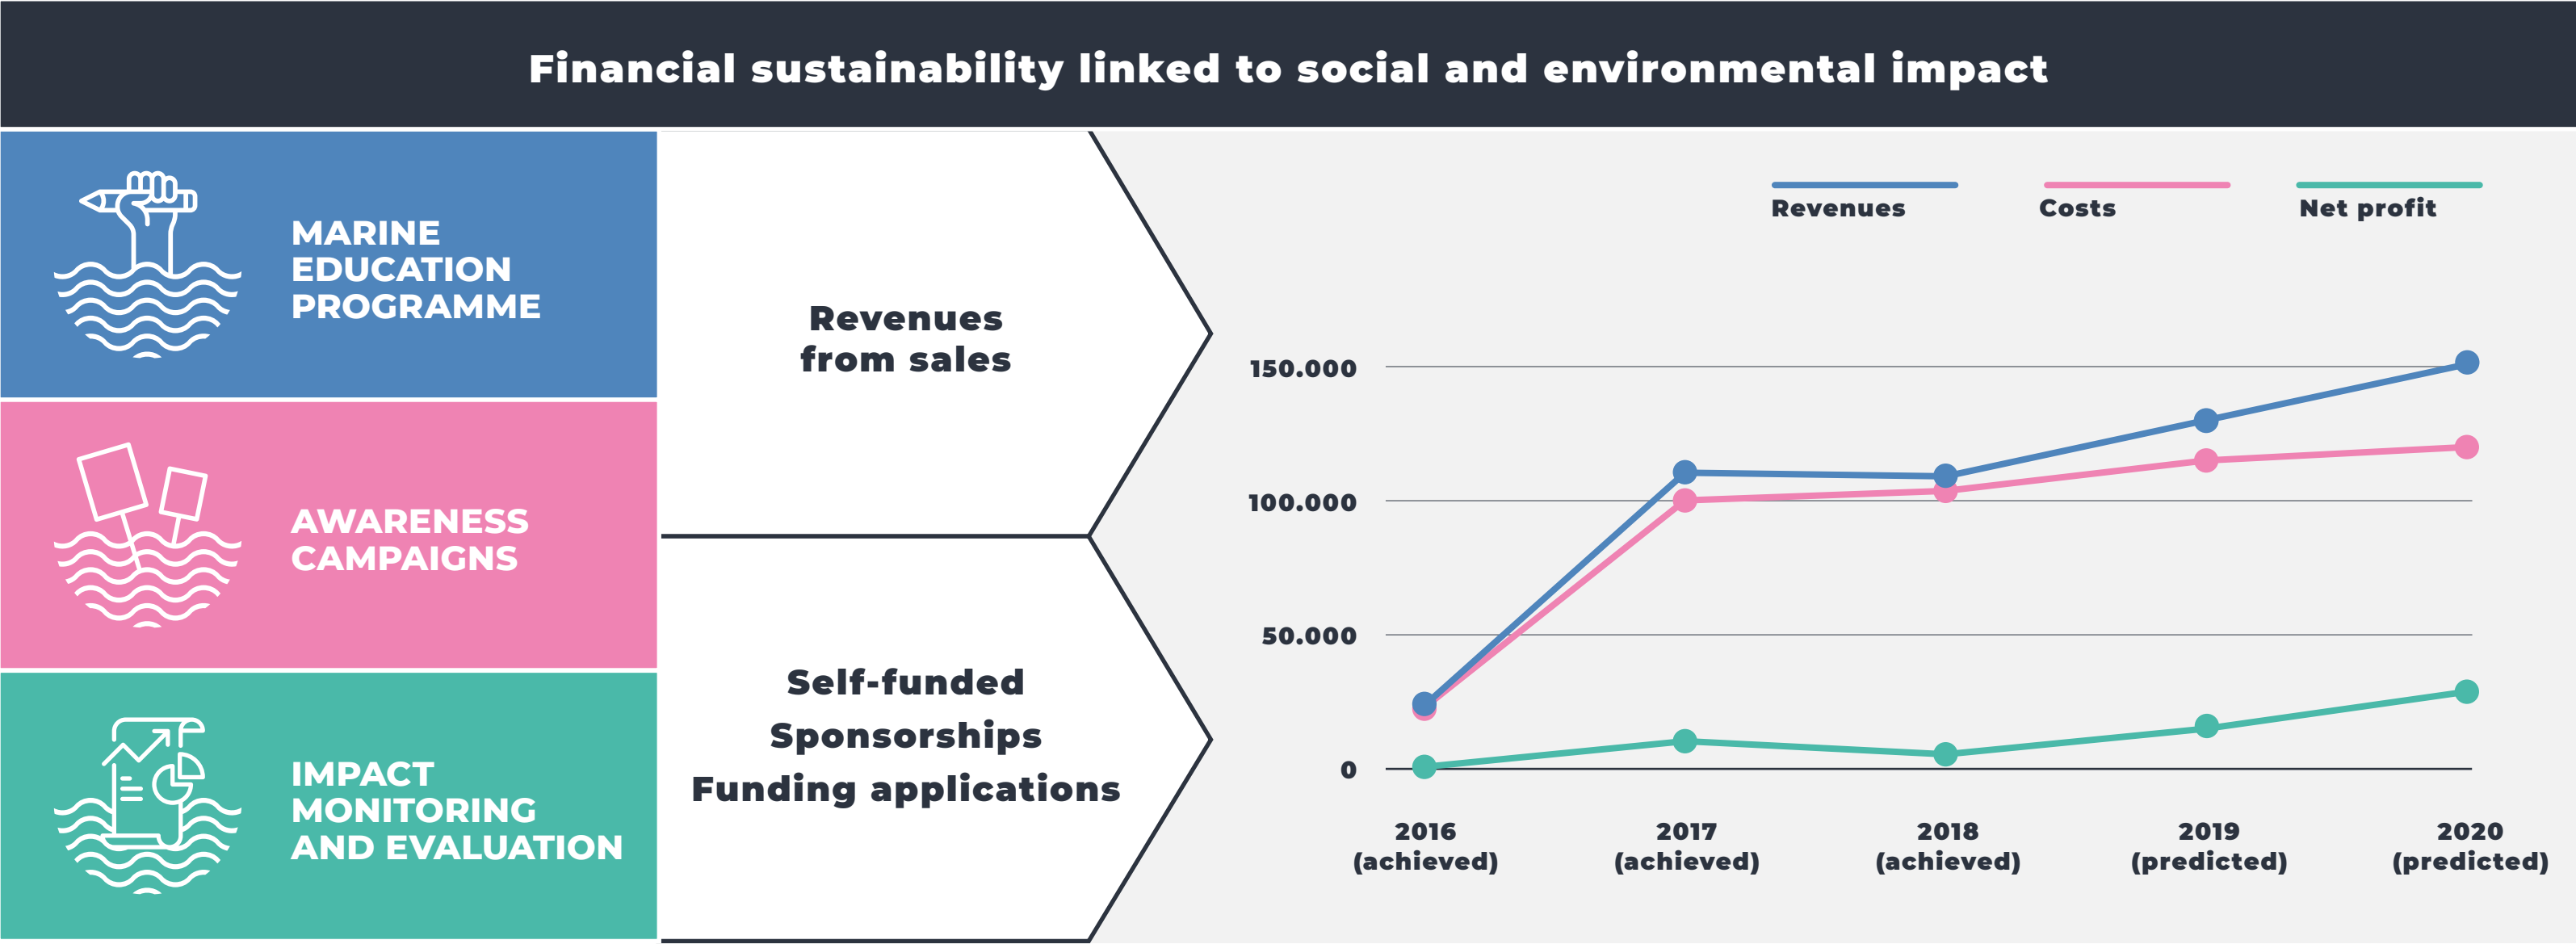 Financial sustainability linked to social and environmental impact
MARINE
EDUCATION
PROGRAMME
AWARENESS
CAMPAIGNS
IMPACT
MONITORING
AND EVALUATION
Revenues
from sales
Self-funded
Sponsorships
Funding applications
Revenues
Costs
Net profit
150.000
100.000
50.000
0
2016
(achieved)
2017
(achieved)
2018
(achieved)
2019
(predicted)
2020
(predicted)